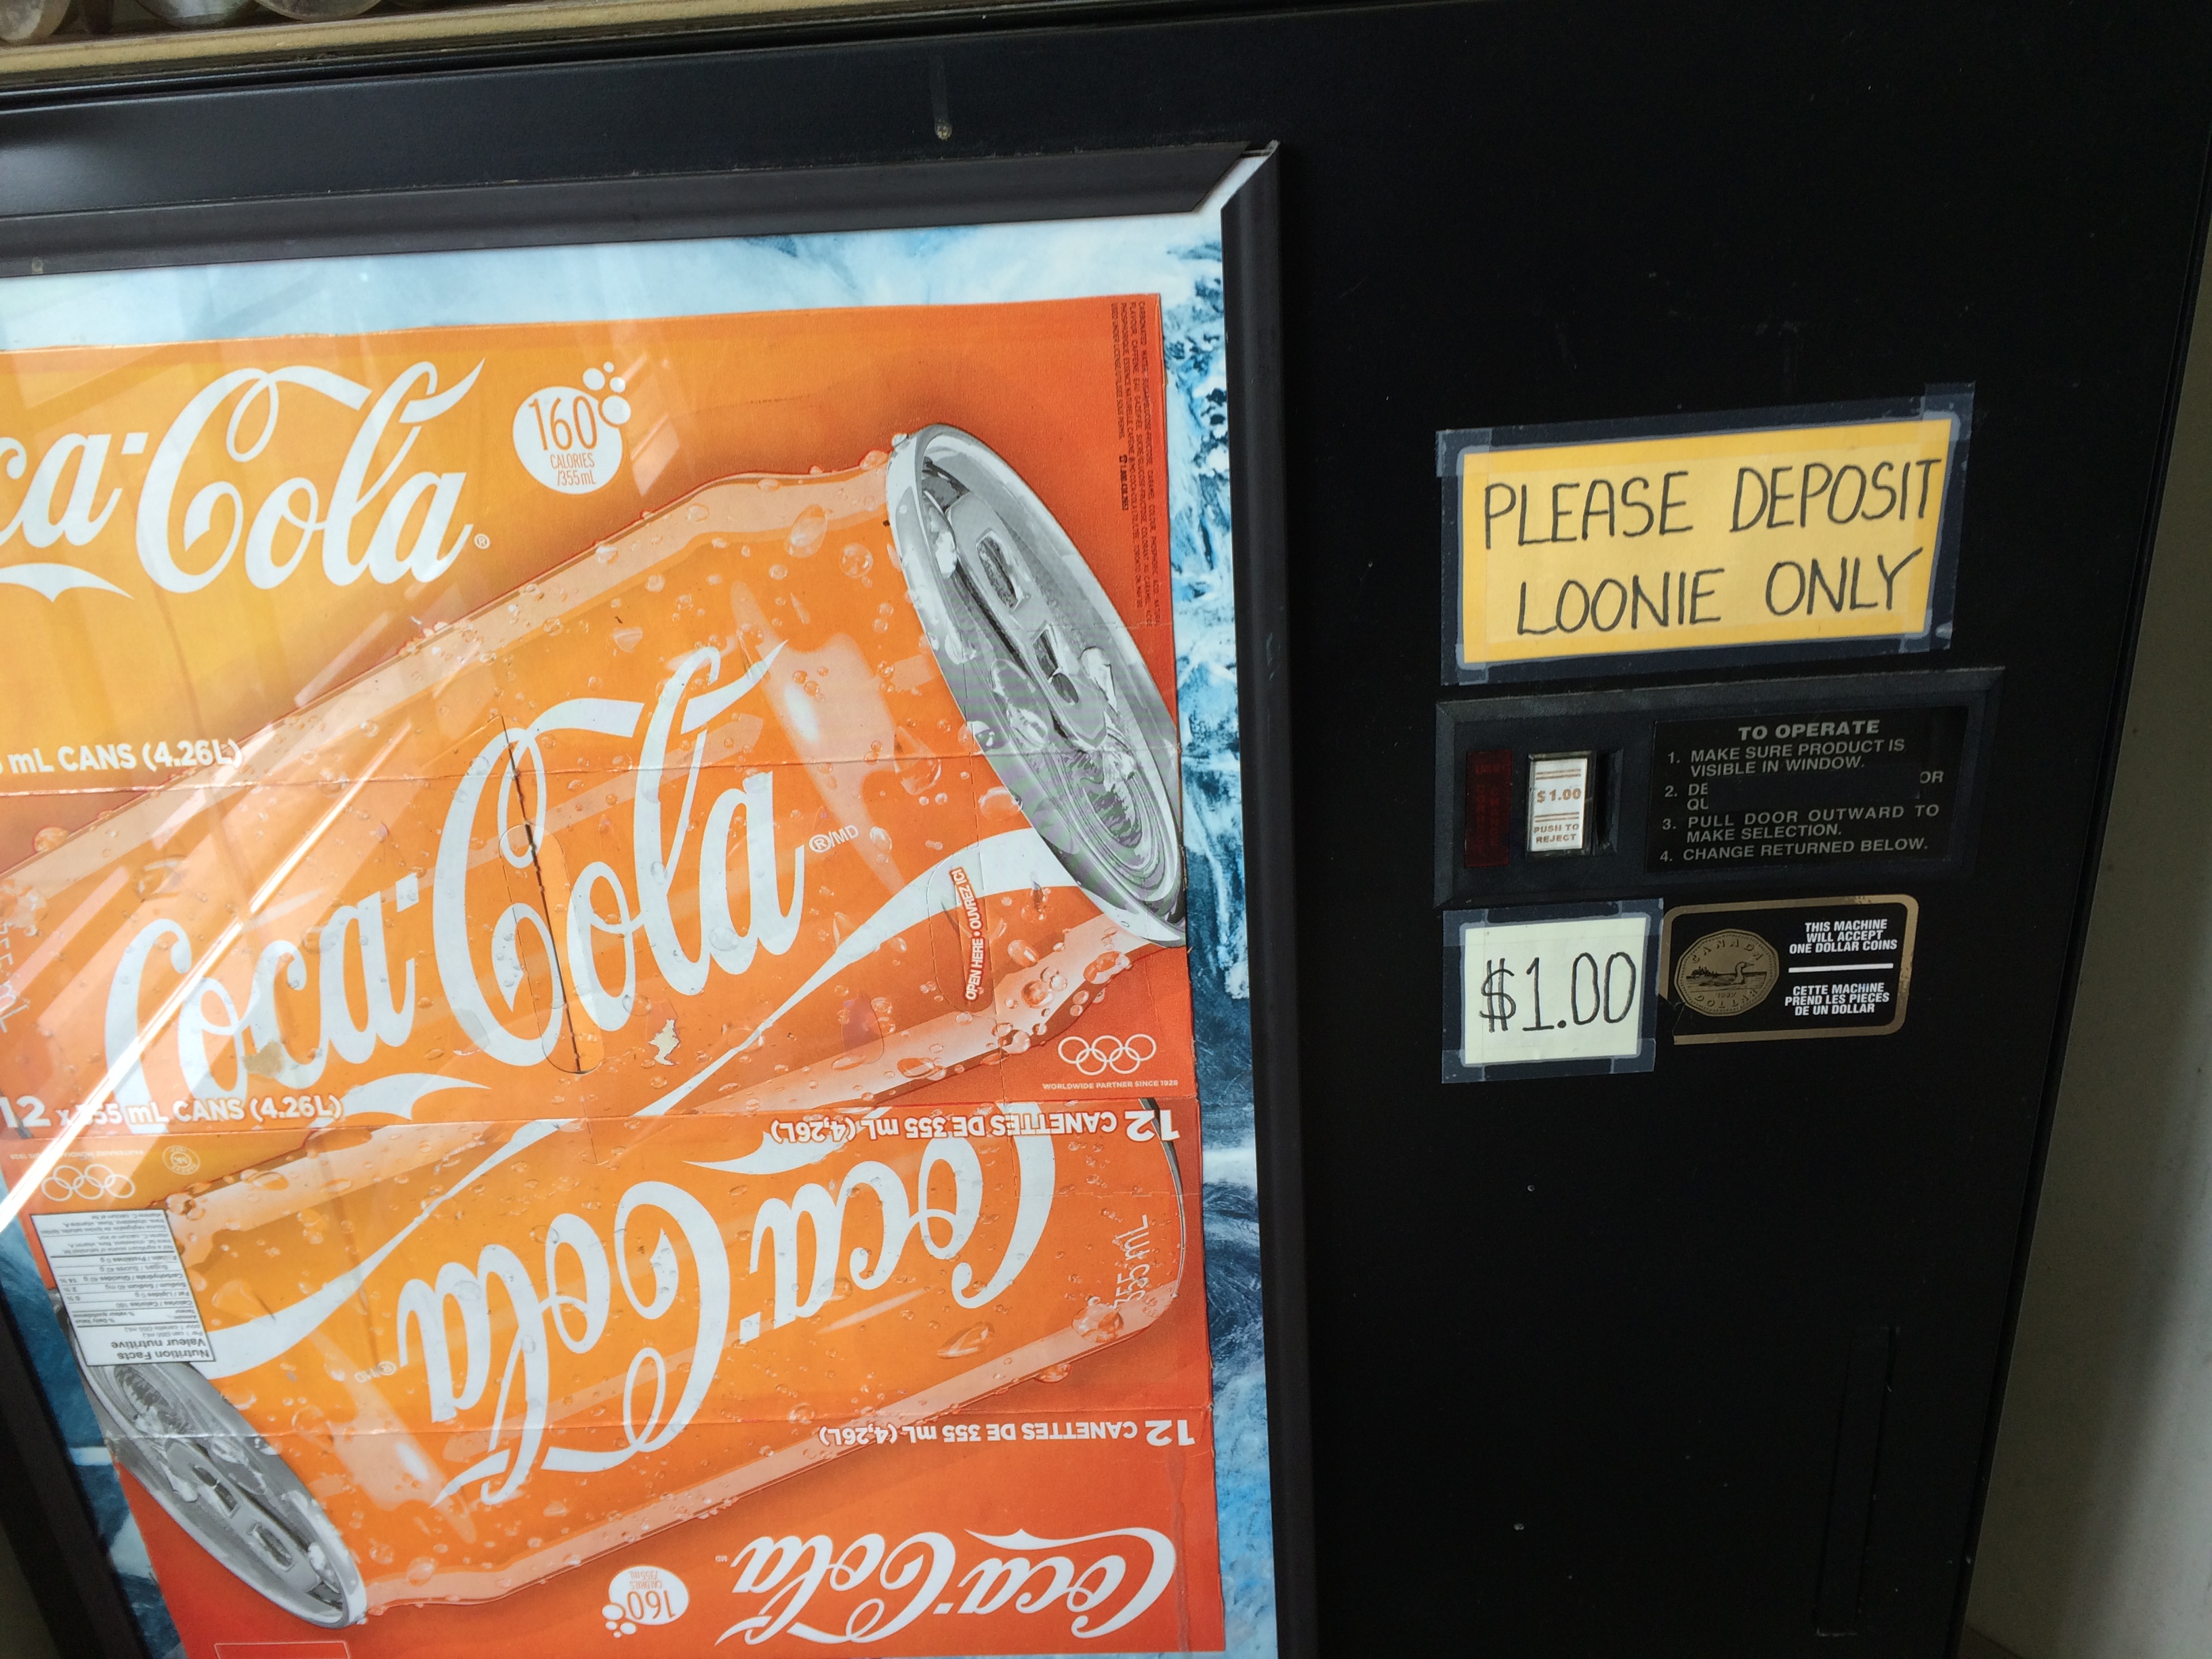 ca-Cola®
160
CALORIES
/355mL
mL CANS (4.26L)
Coca-Cola ®/MD
OPEN HERE • OUVREZ ICI
WORLDWIDE PARTNER SINCE 1928
12 x 355 mL CANS (4.26L)
12 CANETTES DE 355 mL (4,26L)
Coca-Cola
355 mL
Nutrition Facts
Valeur nutritive
12 CANETTES DE 355 mL (4,26L)
Coca-Cola
160
CALORIES
PLEASE DEPOSIT
LOONIE ONLY
$1.00
PUSH TO
REJECT
TO OPERATE
1. MAKE SURE PRODUCT IS
VISIBLE IN WINDOW.
2. DE OR
QU
3. PULL DOOR OUTWARD TO
MAKE SELECTION.
4. CHANGE RETURNED BELOW.
$1.00
CANADA
DOLLAR
THIS MACHINE
WILL ACCEPT
ONE DOLLAR COINS
CETTE MACHINE
PREND LES PIECES
DE UN DOLLAR